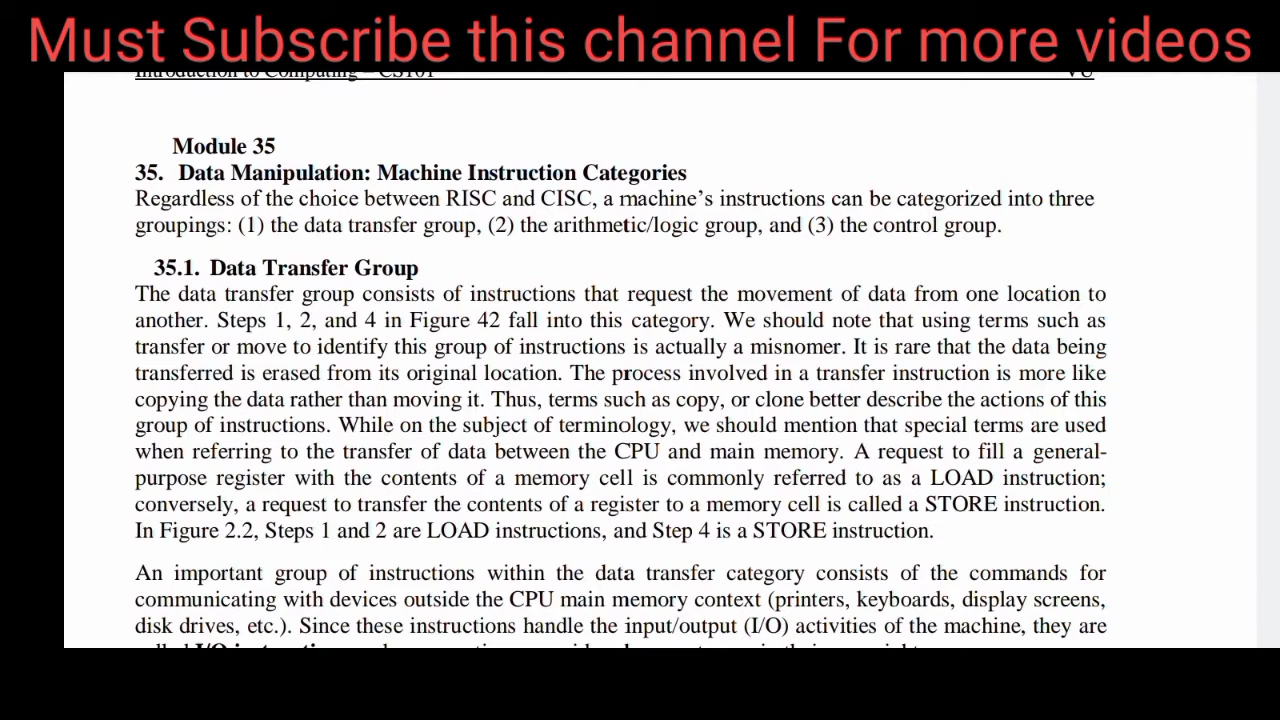 Must Subscribe this channel For more videos
Introduction to Computing – CS101 VU
Module 35
35. Data Manipulation: Machine Instruction Categories
Regardless of the choice between RISC and CISC, a machine's instructions can be categorized into three
groupings: (1) the data transfer group, (2) the arithmetic/logic group, and (3) the control group.
35.1. Data Transfer Group
The data transfer group consists of instructions that request the movement of data from one location to
another. Steps 1, 2, and 4 in Figure 42 fall into this category. We should note that using terms such as
transfer or move to identify this group of instructions is actually a misnomer. It is rare that the data being
transferred is erased from its original location. The process involved in a transfer instruction is more like
copying the data rather than moving it. Thus, terms such as copy, or clone better describe the actions of this
group of instructions. While on the subject of terminology, we should mention that special terms are used
when referring to the transfer of data between the CPU and main memory. A request to fill a general-
purpose register with the contents of a memory cell is commonly referred to as a LOAD instruction;
conversely, a request to transfer the contents of a register to a memory cell is called a STORE instruction.
In Figure 2.2, Steps 1 and 2 are LOAD instructions, and Step 4 is a STORE instruction.
An important group of instructions within the data transfer category consists of the commands for
communicating with devices outside the CPU main memory context (printers, keyboards, display screens,
disk drives, etc.). Since these instructions handle the input/output (I/O) activities of the machine, they are